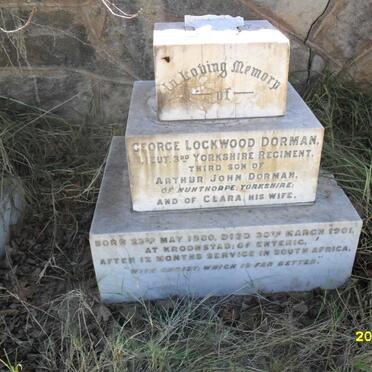 In Loving Memory
— of —
GEORGE LOCKWOOD DORMAN,
LIEUT. 3RD YORKSHIRE REGIMENT,
THIRD SON OF
ARTHUR JOHN DORMAN,
OF NUNTHORPE, YORKSHIRE;
AND OF CLARA, HIS WIFE.
BORN 23RD MAY 1880, DIED 30TH MARCH 1901,
AT KROONSTAD; OF ENTERIC,
AFTER 12 MONTHS SERVICE IN SOUTH AFRICA.
"WITH CHRIST; WHICH IS FAR BETTER."
20